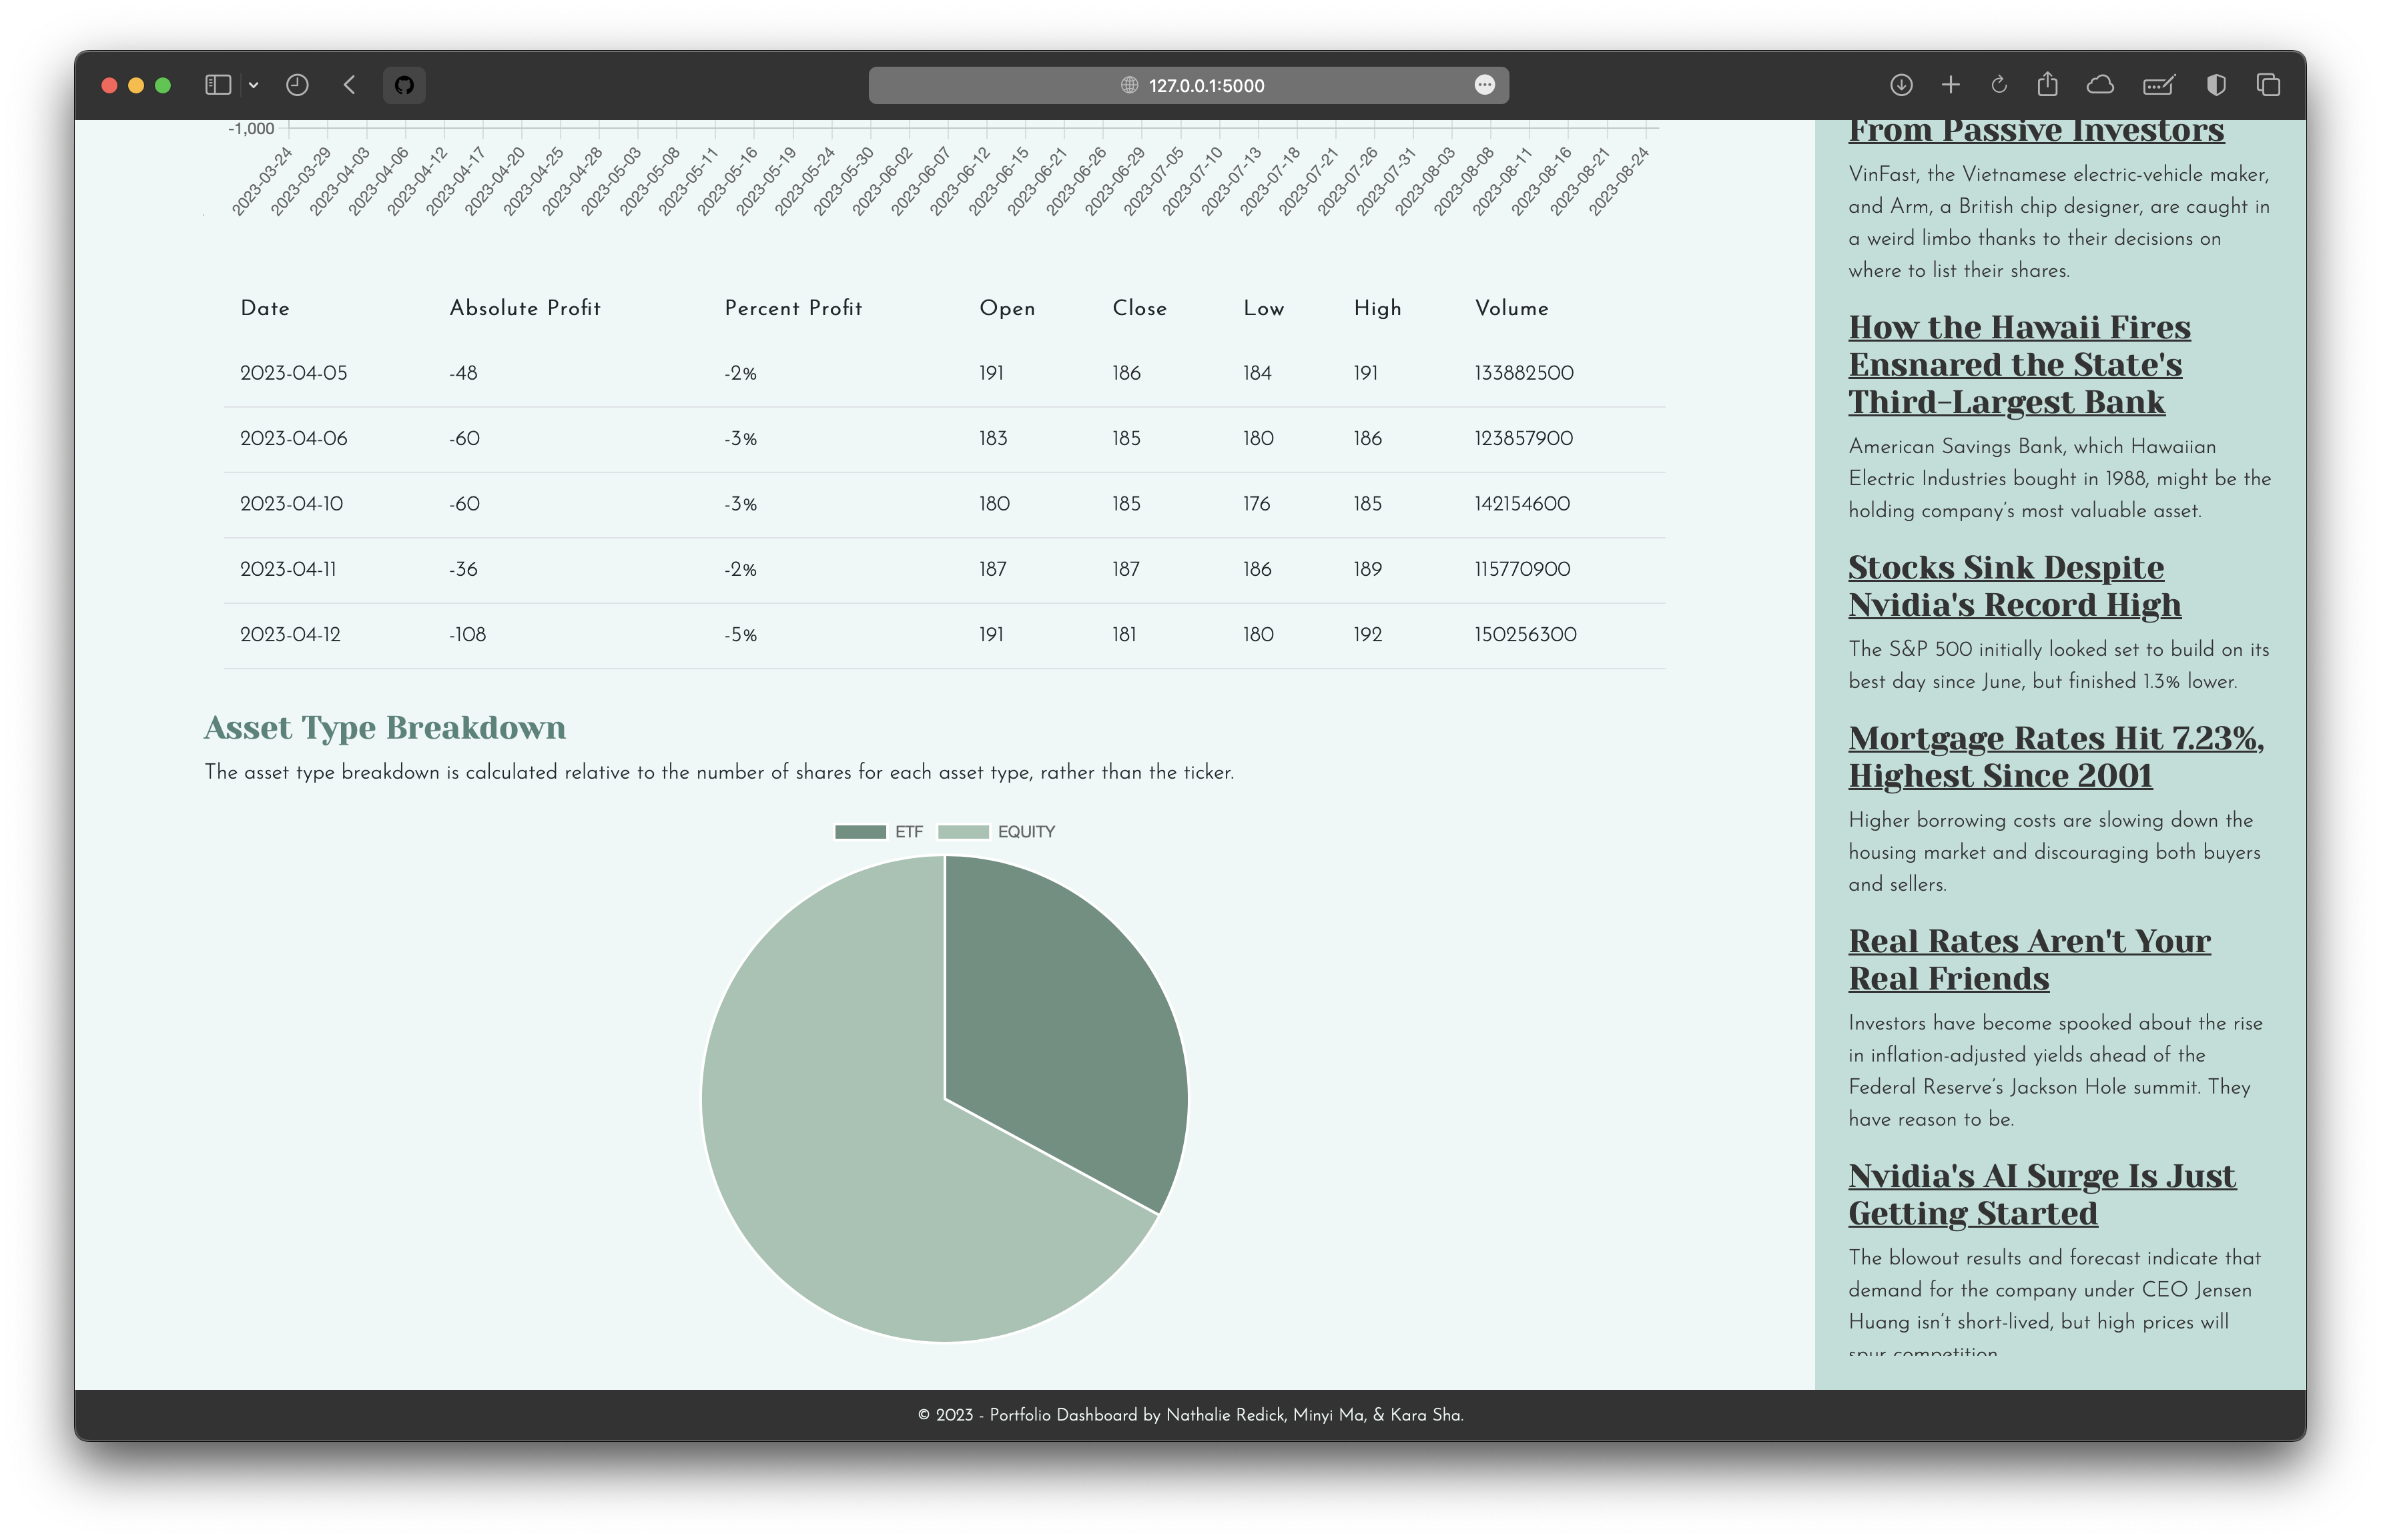 127.0.0.1:5000
-1,000
2023-03-24 2023-03-29 2023-04-03 2023-04-06 2023-04-12 2023-04-17 2023-04-20 2023-04-25 2023-04-28 2023-05-03 2023-05-08 2023-05-11 2023-05-16 2023-05-19 2023-05-24 2023-05-30 2023-06-02 2023-06-07 2023-06-12 2023-06-15 2023-06-21 2023-06-26 2023-06-29 2023-07-05 2023-07-10 2023-07-13 2023-07-18 2023-07-21 2023-07-26 2023-07-31 2023-08-03 2023-08-08 2023-08-11 2023-08-16 2023-08-21 2023-08-24
Date Absolute Profit Percent Profit Open Close Low High Volume
2023-04-05 -48 -2% 191 186 184 191 133882500
2023-04-06 -60 -3% 183 185 180 186 123857900
2023-04-10 -60 -3% 180 185 176 185 142154600
2023-04-11 -36 -2% 187 187 186 189 115770900
2023-04-12 -108 -5% 191 181 180 192 150256300
Asset Type Breakdown
The asset type breakdown is calculated relative to the number of shares for each asset type, rather than the ticker.
ETF EQUITY
From Passive Investors
VinFast, the Vietnamese electric-vehicle maker,
and Arm, a British chip designer, are caught in
a weird limbo thanks to their decisions on
where to list their shares.
How the Hawaii Fires
Ensnared the State's
Third-Largest Bank
American Savings Bank, which Hawaiian
Electric Industries bought in 1988, might be the
holding company's most valuable asset.
Stocks Sink Despite
Nvidia's Record High
The S&P 500 initially looked set to build on its
best day since June, but finished 1.3% lower.
Mortgage Rates Hit 7.23%,
Highest Since 2001
Higher borrowing costs are slowing down the
housing market and discouraging both buyers
and sellers.
Real Rates Aren't Your
Real Friends
Investors have become spooked about the rise
in inflation-adjusted yields ahead of the
Federal Reserve's Jackson Hole summit. They
have reason to be.
Nvidia's AI Surge Is Just
Getting Started
The blowout results and forecast indicate that
demand for the company under CEO Jensen
Huang isn't short-lived, but high prices will
spur competition.
© 2023 - Portfolio Dashboard by Nathalie Redick, Minyi Ma, & Kara Sha.